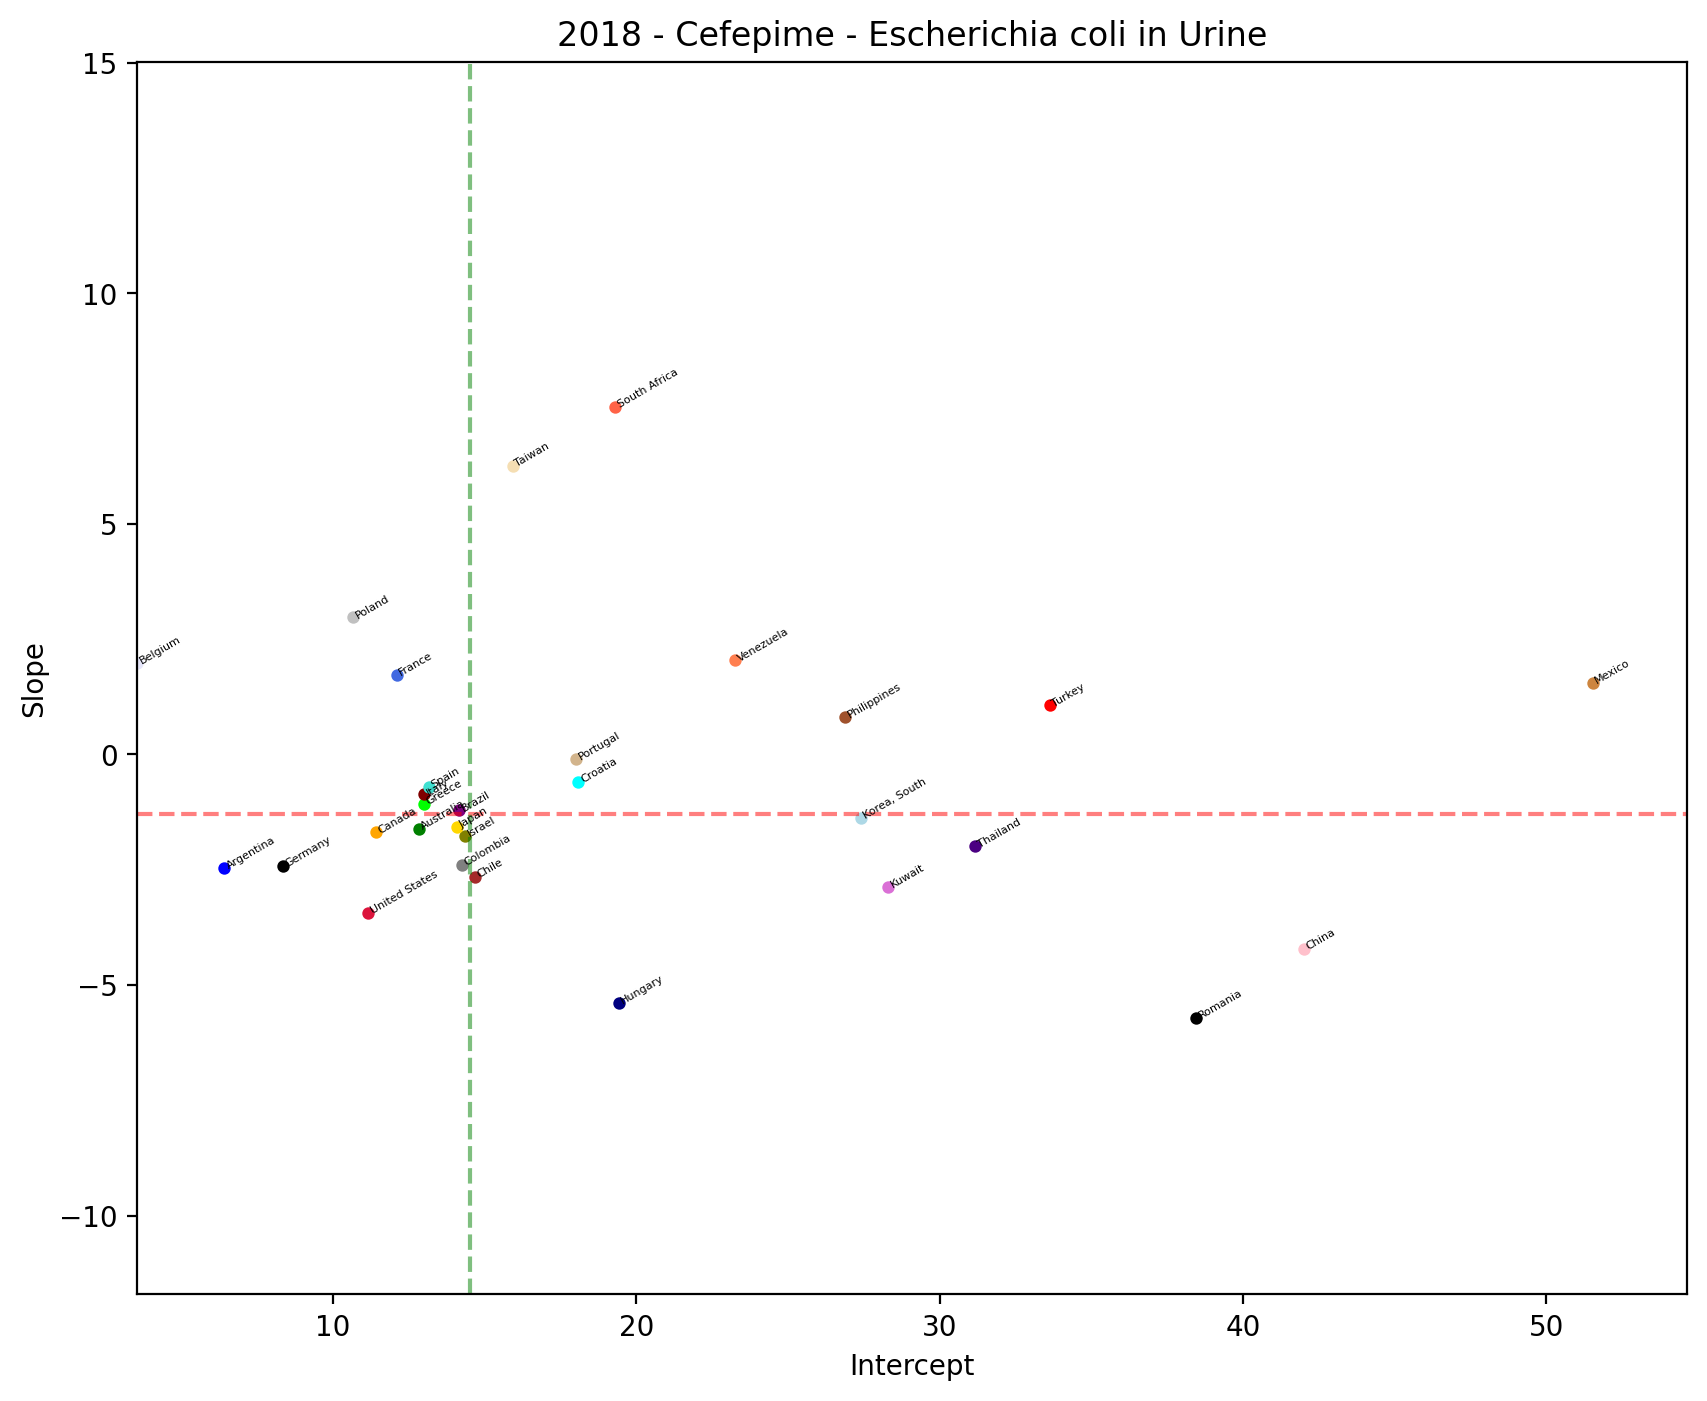 2018 - Cefepime - Escherichia coli in Urine
15
10
5
0
−5
−10
Slope
South Africa
Taiwan
Poland
Belgium
France
Venezuela
Philippines
Turkey
Mexico
Portugal
Croatia
Spain
Italy
Greece
Brazil
Korea, South
Canada
Australia
Japan
Israel
Thailand
Argentina
Germany
Colombia
Chile
Kuwait
United States
China
Hungary
Romania
10
20
30
40
50
Intercept